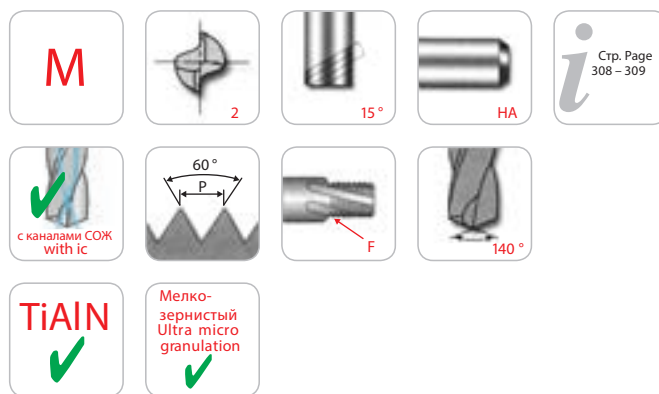 M
2
15 °
HA
i
Стр. Page
308 – 309
с каналами СОЖ
with ic
60 °
P
F
140 °
TiAlN
Мелко-
зернистый
Ultra micro
granulation